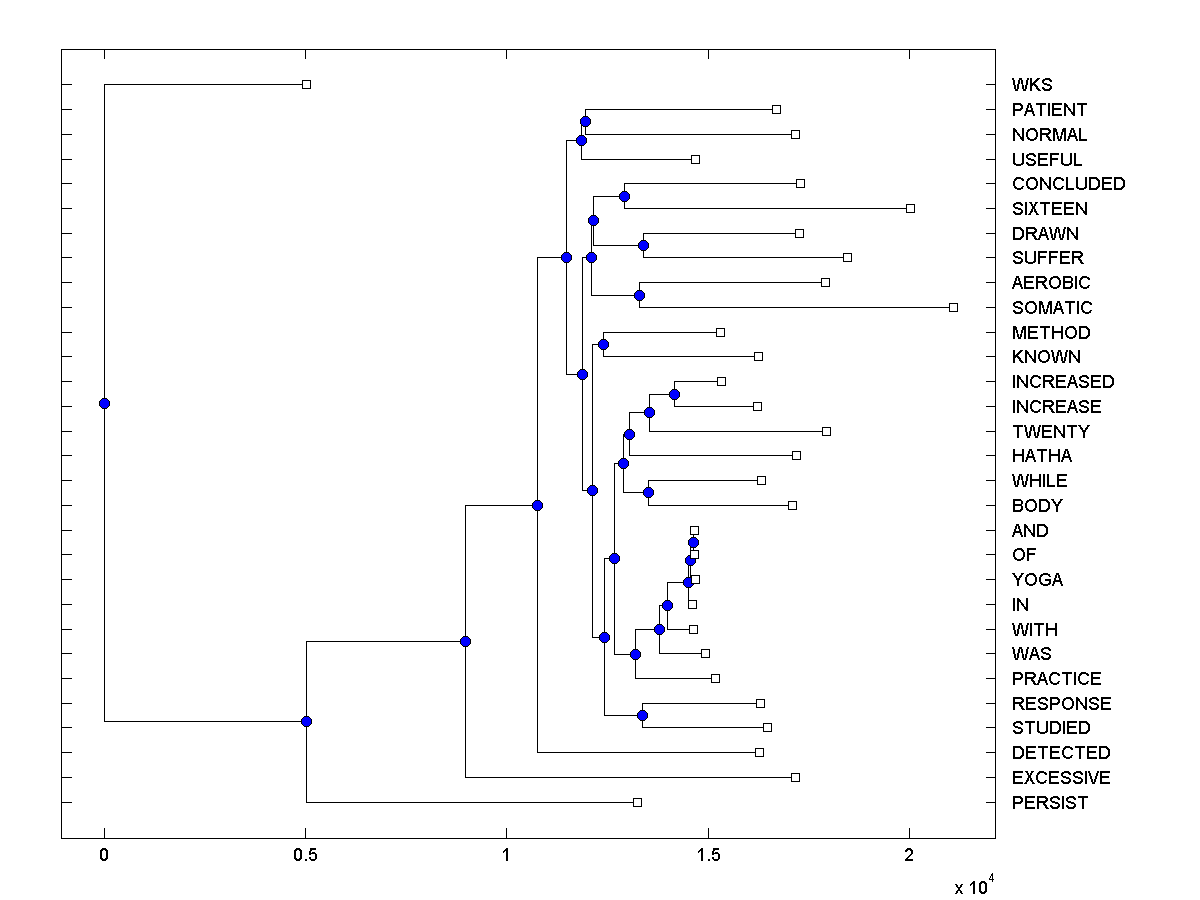 WKS
PATIENT
NORMAL
USEFUL
CONCLUDED
SIXTEEN
DRAWN
SUFFER
AEROBIC
SOMATIC
METHOD
KNOWN
INCREASED
INCREASE
TWENTY
HATHA
WHILE
BODY
AND
OF
YOGA
IN
WITH
WAS
PRACTICE
RESPONSE
STUDIED
DETECTED
EXCESSIVE
PERSIST
0 0.5 1 1.5 2
x 10^4